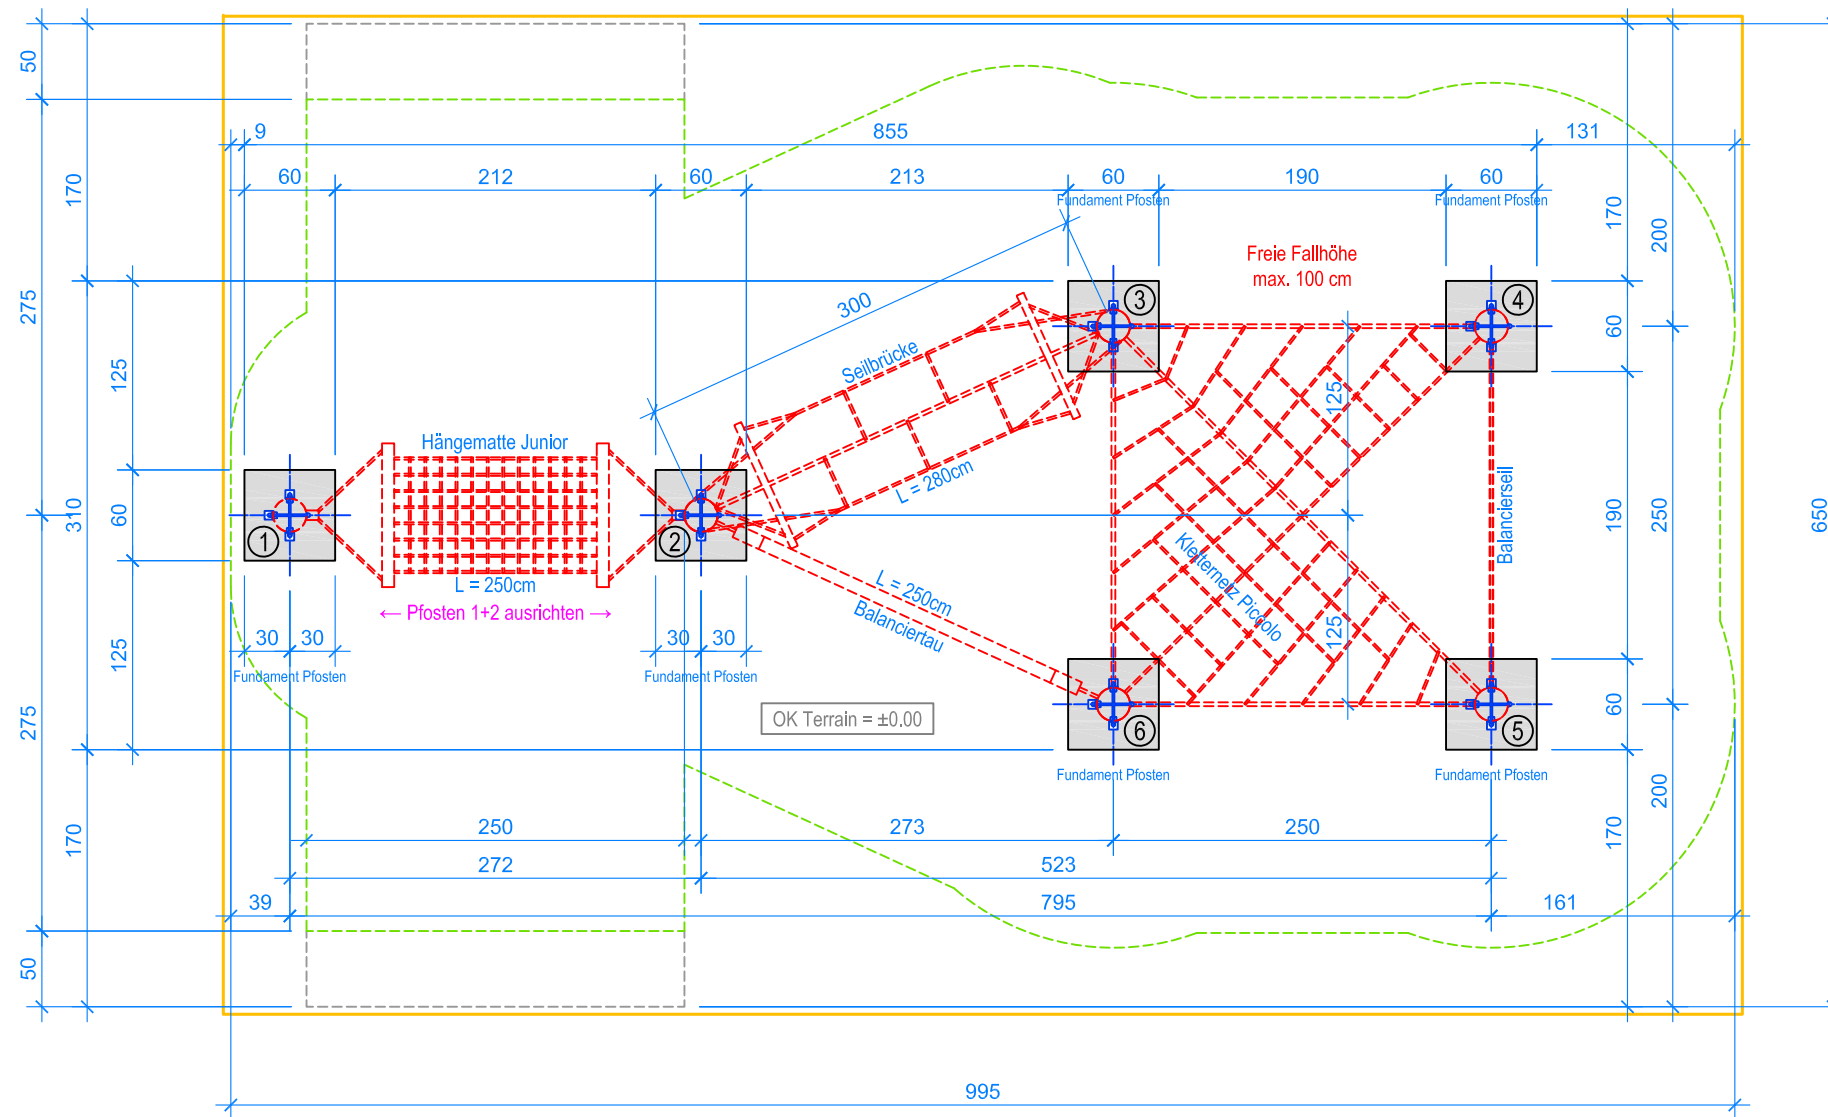 50
9
855
131
60
212
60
213
60
190
60
Fundament Pfosten
Fundament Pfosten
170
170
200
Freie Fallhöhe
max. 100 cm
275
300
3
4
60
125
Seilbrücke
125
Hängematte Junior
L = 280cm
310
60
190
250
650
1
2
Balancierseil
Kletternetz Piccolo
L = 250cm
← Pfosten 1+2 ausrichten →
L = 250cm
Balanciertau
125
30
30
30
30
125
Fundament Pfosten
Fundament Pfosten
275
OK Terrain = ±0.00
6
5
60
Fundament Pfosten
Fundament Pfosten
200
170
250
273
250
170
272
523
39
795
161
50
995